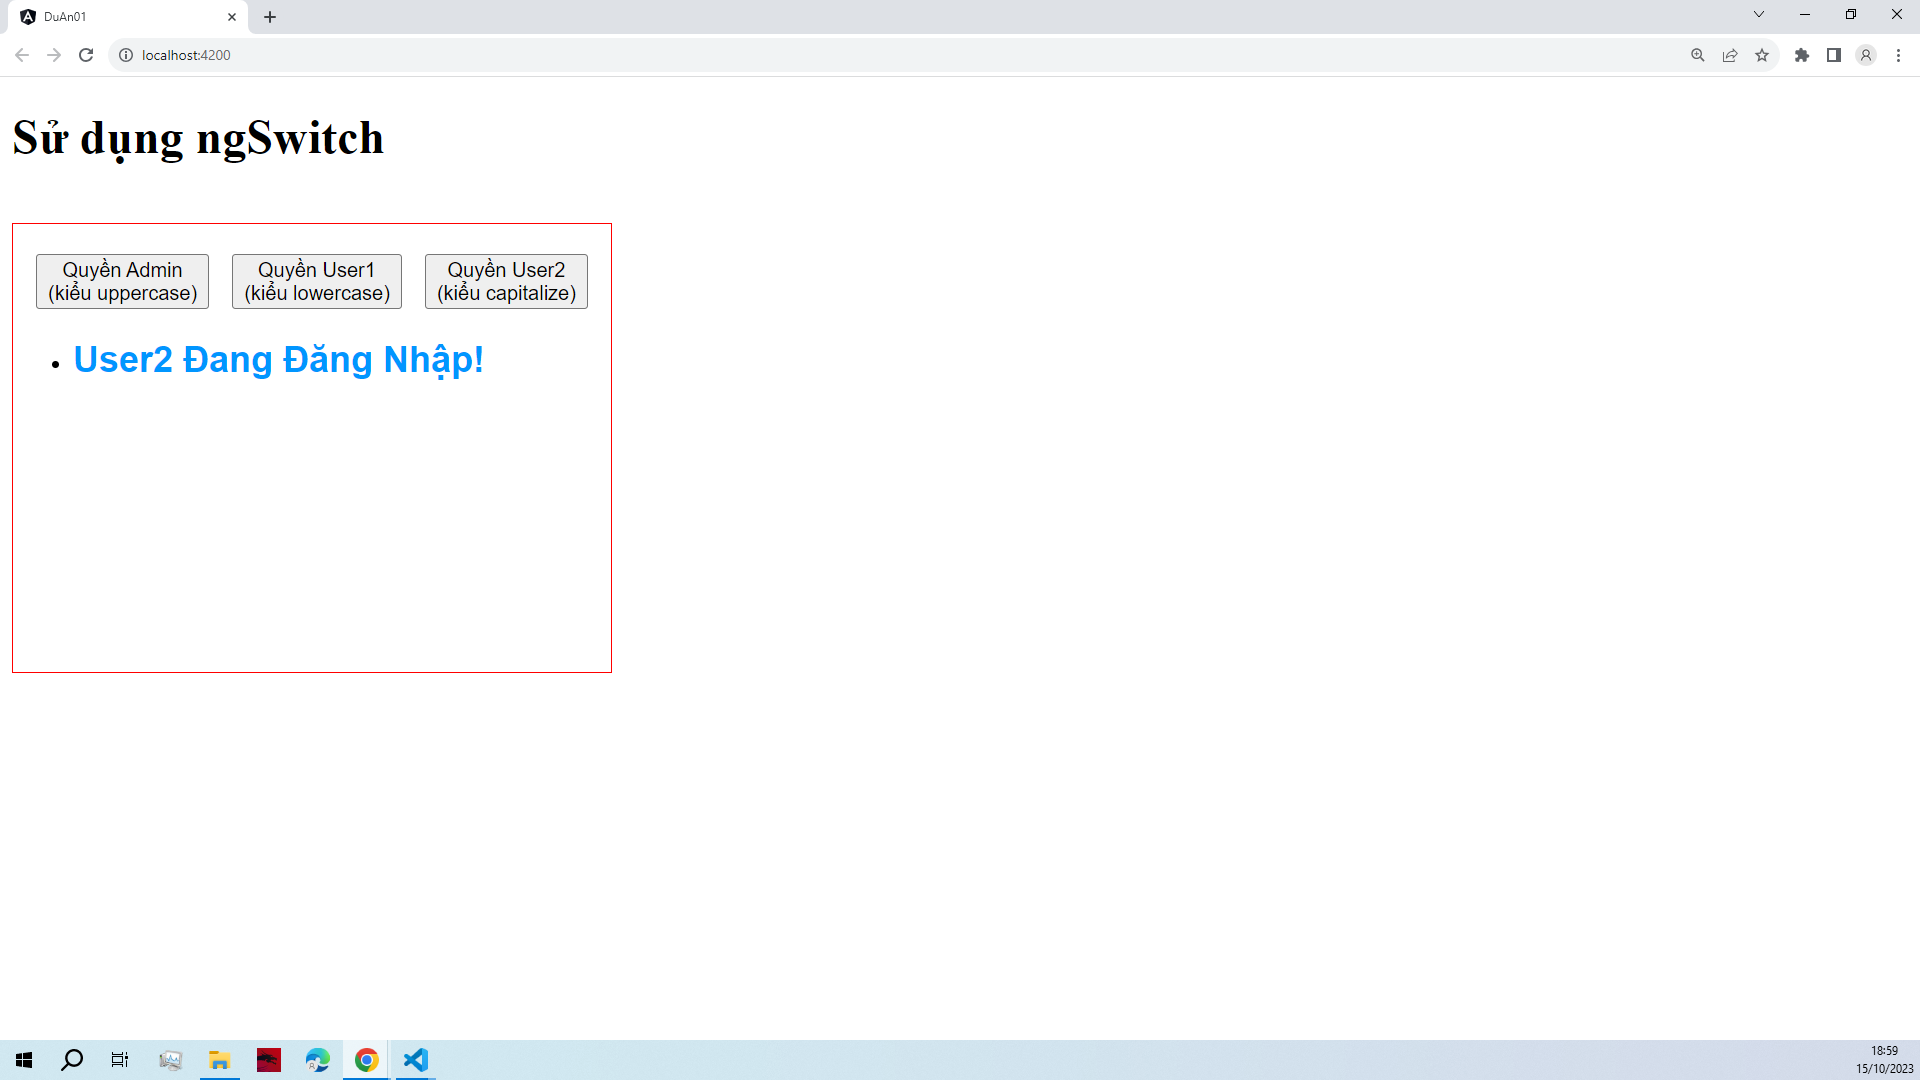 DuAn01
localhost:4200
Sử dụng ngSwitch
Quyền Admin
(kiểu uppercase)
Quyền User1
(kiểu lowercase)
Quyền User2
(kiểu capitalize)
User2 Đang Đăng Nhập!
18:59
15/10/2023